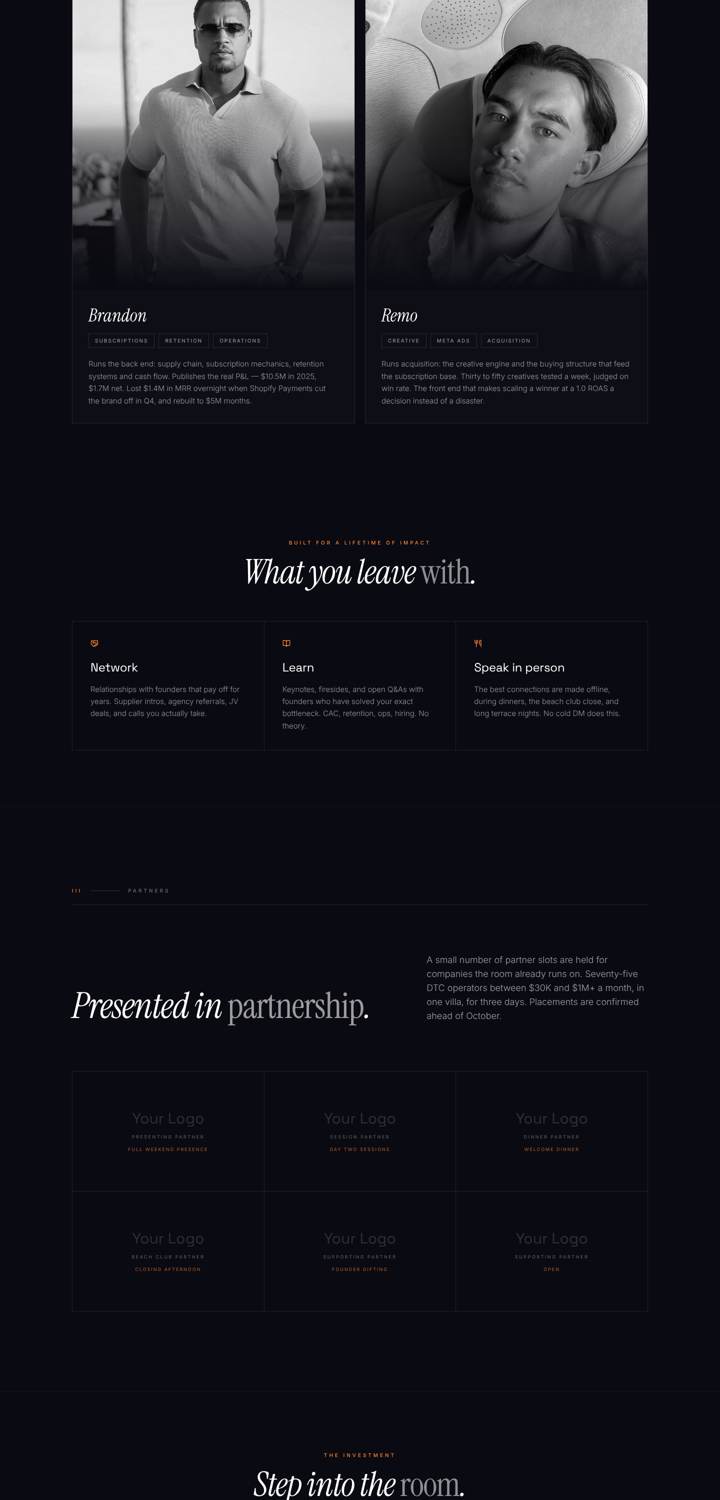 Brandon
SUBSCRIPTIONS
RETENTION
OPERATIONS
Runs the back end: supply chain, subscription mechanics, retention
systems and cash flow. Publishes the real P&L — $10.5M in 2025,
$1.7M net. Lost $1.4M in MRR overnight when Shopify Payments cut
the brand off in Q4, and rebuilt to $5M months.
Remo
CREATIVE
META ADS
ACQUISITION
Runs acquisition: the creative engine and the buying structure that feed
the subscription base. Thirty to fifty creatives tested a week, judged on
win rate. The front end that makes scaling a winner at a 1.0 ROAS a
decision instead of a disaster.
BUILT FOR A LIFETIME OF IMPACT
What you leave with.
Network
Relationships with founders that pay off for
years. Supplier intros, agency referrals, JV
deals, and calls you actually take.
Learn
Keynotes, firesides, and open Q&As with
founders who have solved your exact
bottleneck. CAC, retention, ops, hiring. No
theory.
Speak in person
The best connections are made offline,
during dinners, the beach club close, and
long terrace nights. No cold DM does this.
III
PARTNERS
Presented in partnership.
A small number of partner slots are held for
companies the room already runs on. Seventy-five
DTC operators between $30K and $1M+ a month, in
one villa, for three days. Placements are confirmed
ahead of October.
Your Logo
PRESENTING PARTNER
FULL WEEKEND PRESENCE
Your Logo
SESSION PARTNER
DAY TWO SESSIONS
Your Logo
DINNER PARTNER
WELCOME DINNER
Your Logo
BEACH CLUB PARTNER
CLOSING AFTERNOON
Your Logo
SUPPORTING PARTNER
FOUNDER GIFTING
Your Logo
SUPPORTING PARTNER
OPEN
THE INVESTMENT
Step into the room.